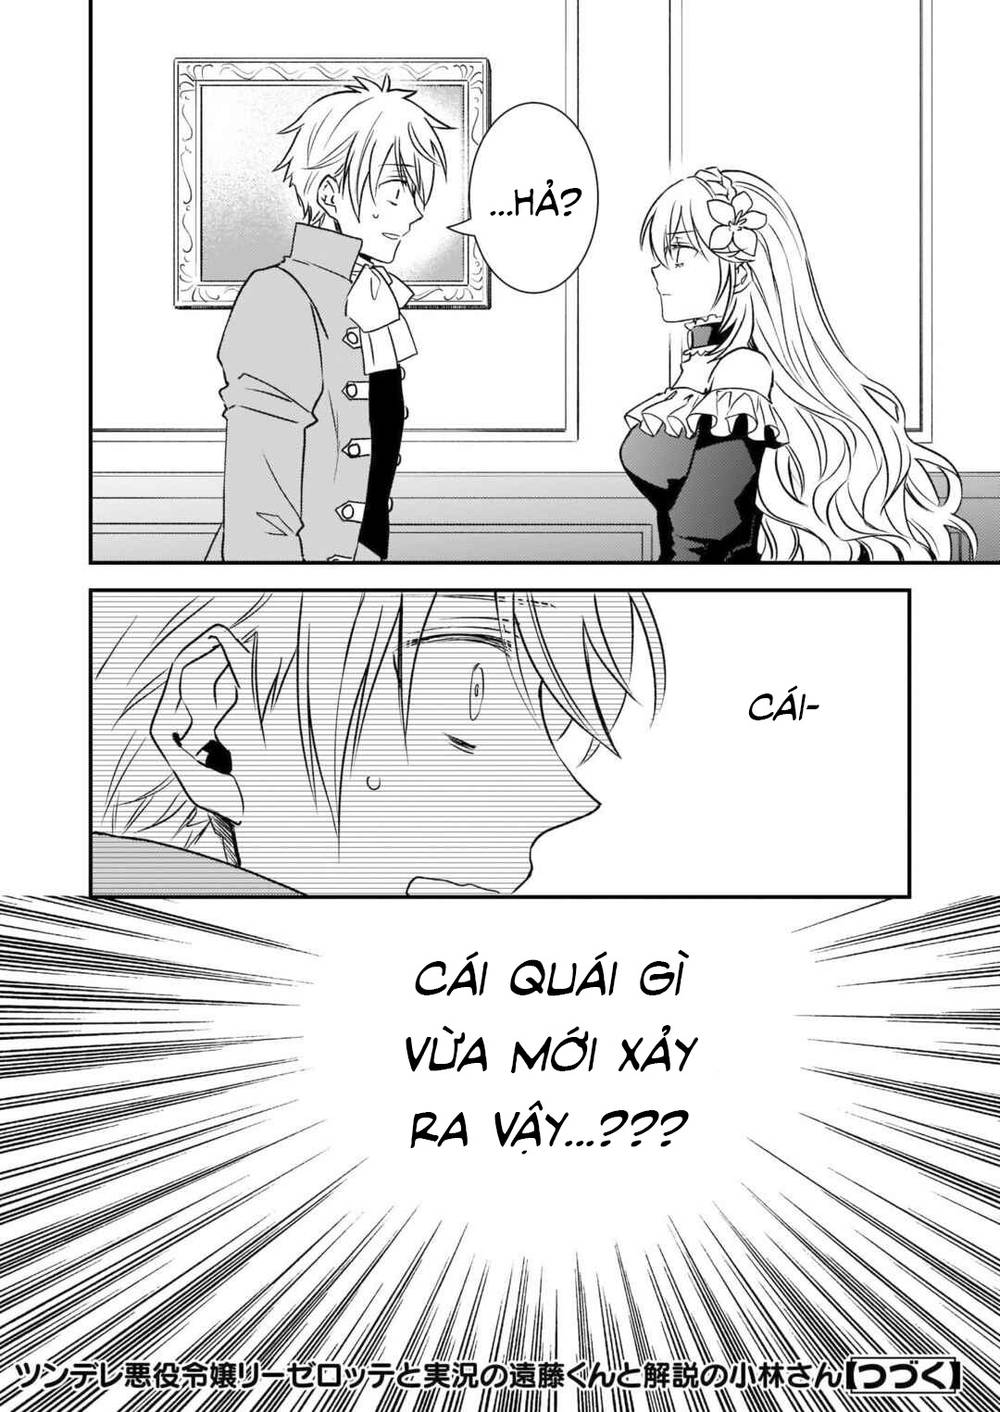 ...HẢ?
CÁI-
CÁI QUÁI GÌ
VỪA MỚI XẢY
RA VẬY...???
ツンデレ悪役令嬢リーゼロッテと実況の遠藤くんと解説の小林さん【つづく】